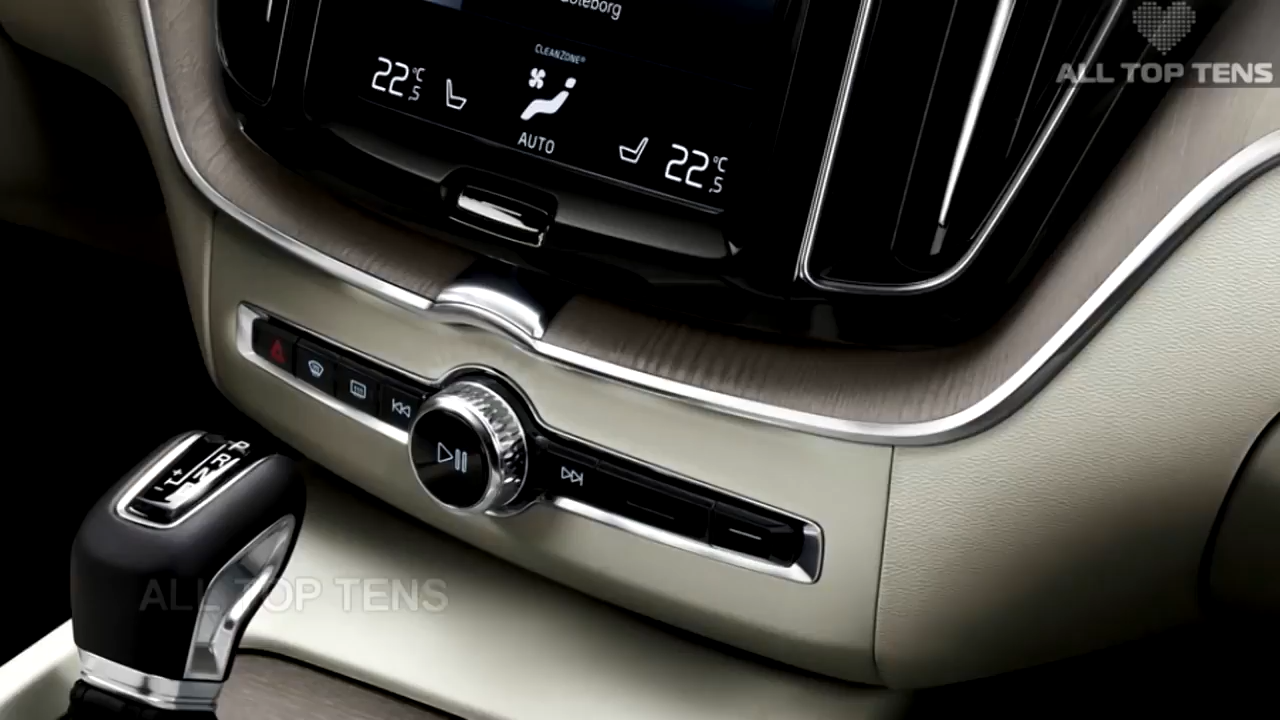 Göteborg
CLEANZONE®
22,5 °C
AUTO
22,5 °C
ALL TOP TENS
P
R
N
ALL TOP TENS